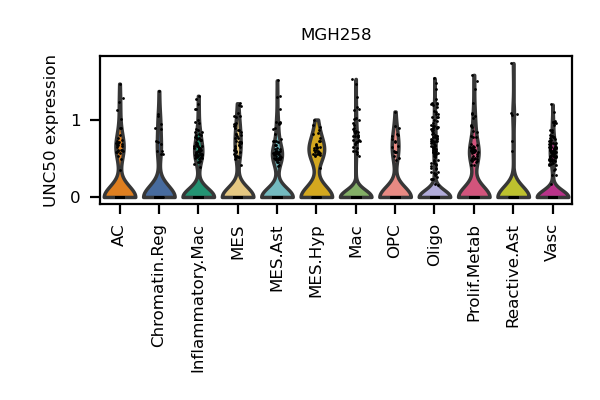 MGH258
UNC50 expression
1
0
AC
Chromatin.Reg
Inflammatory.Mac
MES
MES.Ast
MES.Hyp
Mac
OPC
Oligo
Prolif.Metab
Reactive.Ast
Vasc